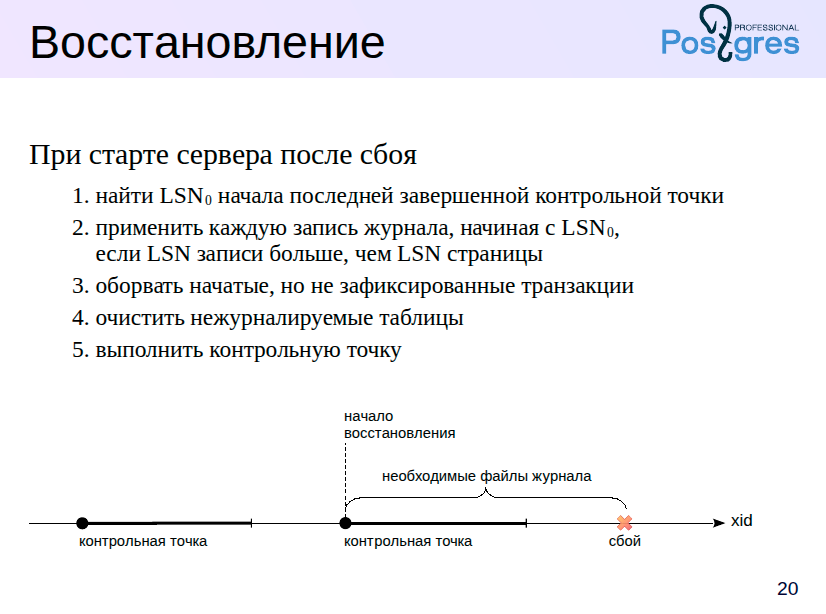 Восстановление
PROFESSIONAL
Postgres
При старте сервера после сбоя
1. найти LSN₀ начала последней завершенной контрольной точки
2. применить каждую запись журнала, начиная с LSN₀,
если LSN записи больше, чем LSN страницы
3. оборвать начатые, но не зафиксированные транзакции
4. очистить нежурналируемые таблицы
5. выполнить контрольную точку
начало
восстановления
необходимые файлы журнала
xid
контрольная точка
контрольная точка
сбой
20